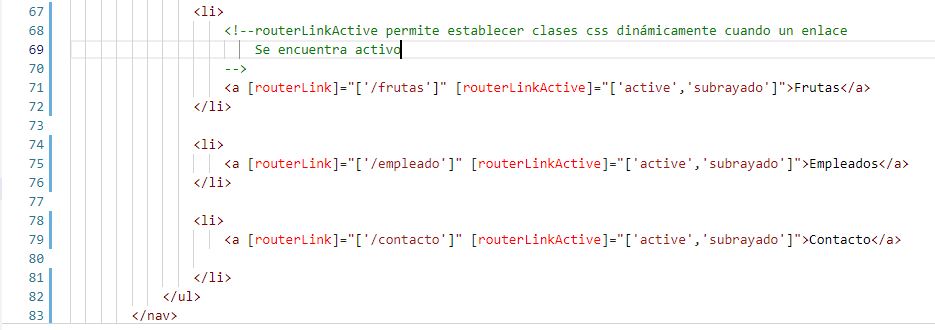 67 <li>
68 <!--routerLinkActive permite establecer clases css dinámicamente cuando un enlace
69 Se encuentra activo
70 -->
71 <a [routerLink]="['/frutas']" [routerLinkActive]="['active','subrayado']">Frutas</a>
72 </li>
73
74 <li>
75 <a [routerLink]="['/empleado']" [routerLinkActive]="['active','subrayado']">Empleados</a>
76 </li>
77
78 <li>
79 <a [routerLink]="['/contacto']" [routerLinkActive]="['active','subrayado']">Contacto</a>
80
81 </li>
82 </ul>
83 </nav>